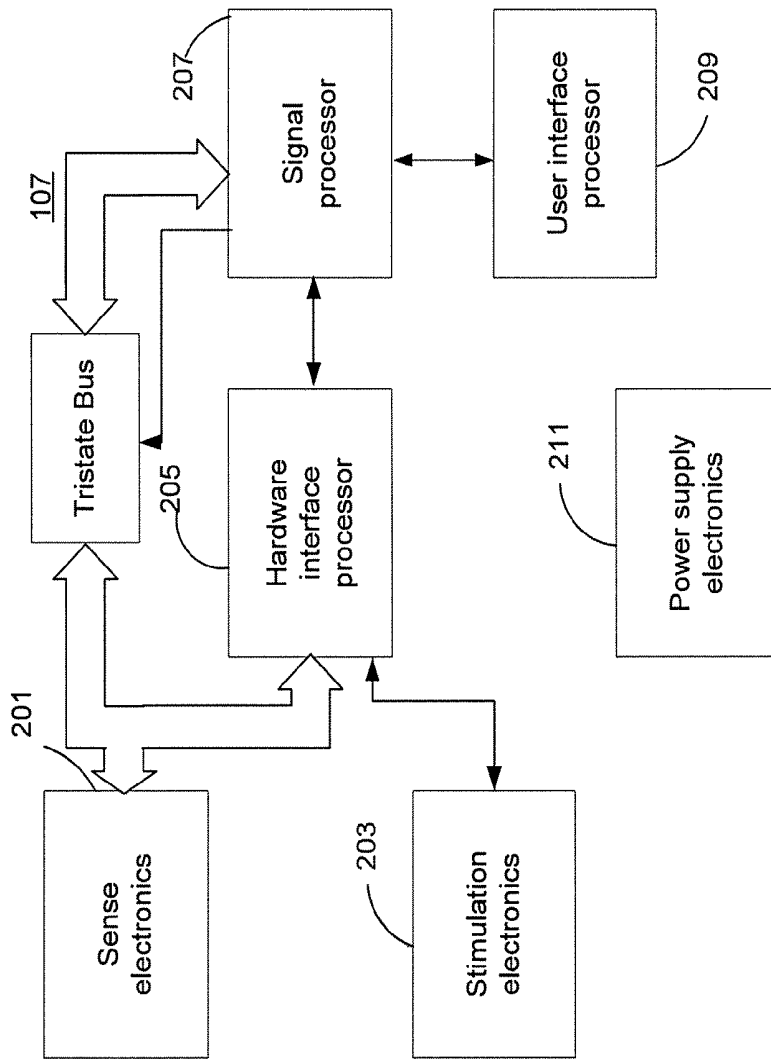 107
201
Sense
electronics
Tristate Bus
207
Signal
processor
205
Hardware
interface
processor
203
Stimulation
electronics
User interface
processor
209
211
Power supply
electronics